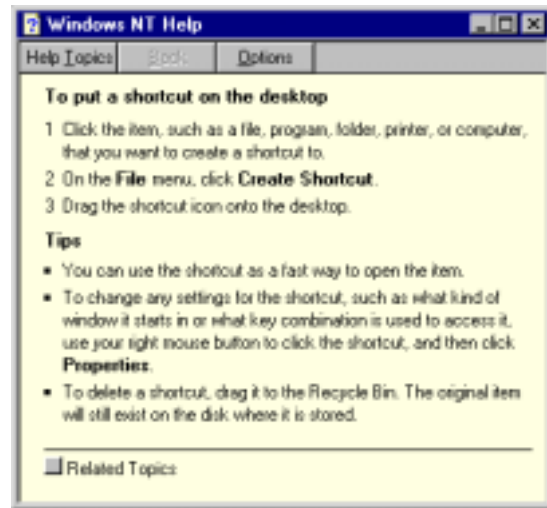 Windows NT Help
Help Topics Back Options
To put a shortcut on the desktop
1 Click the item, such as a file, program, folder, printer, or computer,
that you want to create a shortcut to.
2 On the File menu, click Create Shortcut.
3 Drag the shortcut icon onto the desktop.
Tips
▪ You can use the shortcut as a fast way to open the item.
▪ To change any settings for the shortcut, such as what kind of
window it starts in or what key combination is used to access it,
use your right mouse button to click the shortcut, and then click
Properties.
▪ To delete a shortcut, drag it to the Recycle Bin. The original item
will still exist on the disk where it is stored.
Related Topics